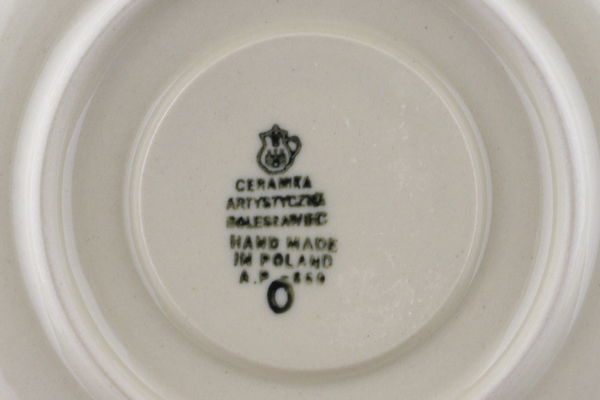 CERAMIKA
ARTYSTYCZNA
BOLESŁAWIEC
HAND MADE
IN POLAND
A.P.
O